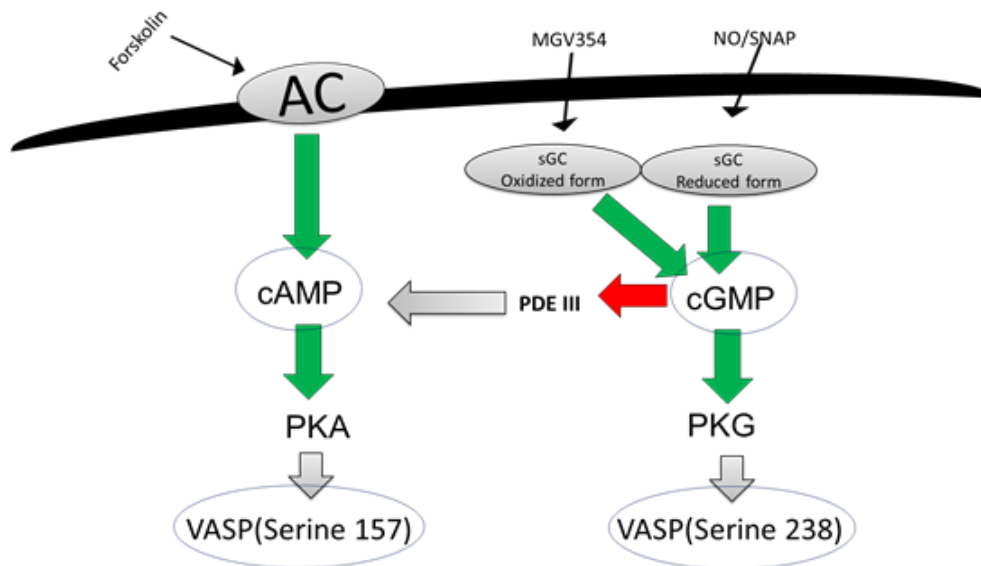 Forskolin
MGV354
NO/SNAP
AC
sGC
Oxidized form
sGC
Reduced form
cAMP
PDE III
cGMP
PKA
PKG
VASP(Serine 157)
VASP(Serine 238)